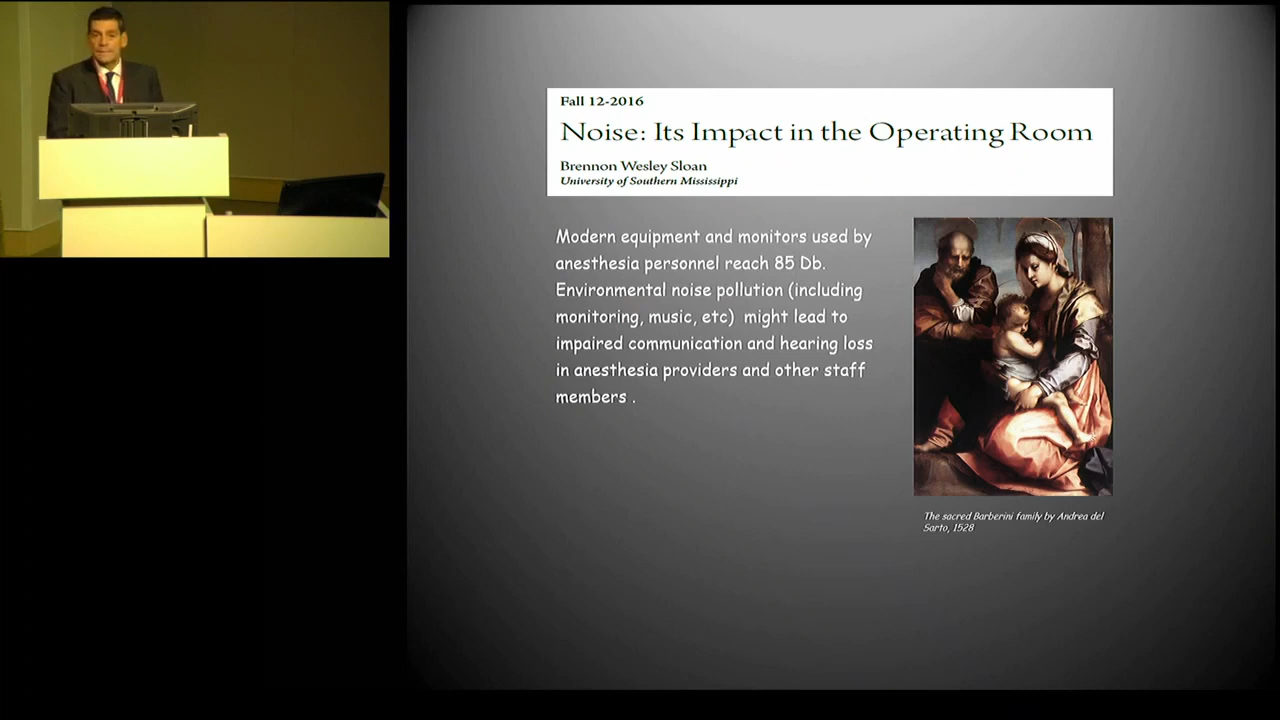 Fall 12-2016
Noise: Its Impact in the Operating Room
Brennon Wesley Sloan
University of Southern Mississippi
Modern equipment and monitors used by
anesthesia personnel reach 85 Db.
Environmental noise pollution (including
monitoring, music, etc)  might lead to
impaired communication and hearing loss
in anesthesia providers and other staff
members .
The sacred Barberini family by Andrea del
Sarto, 1528